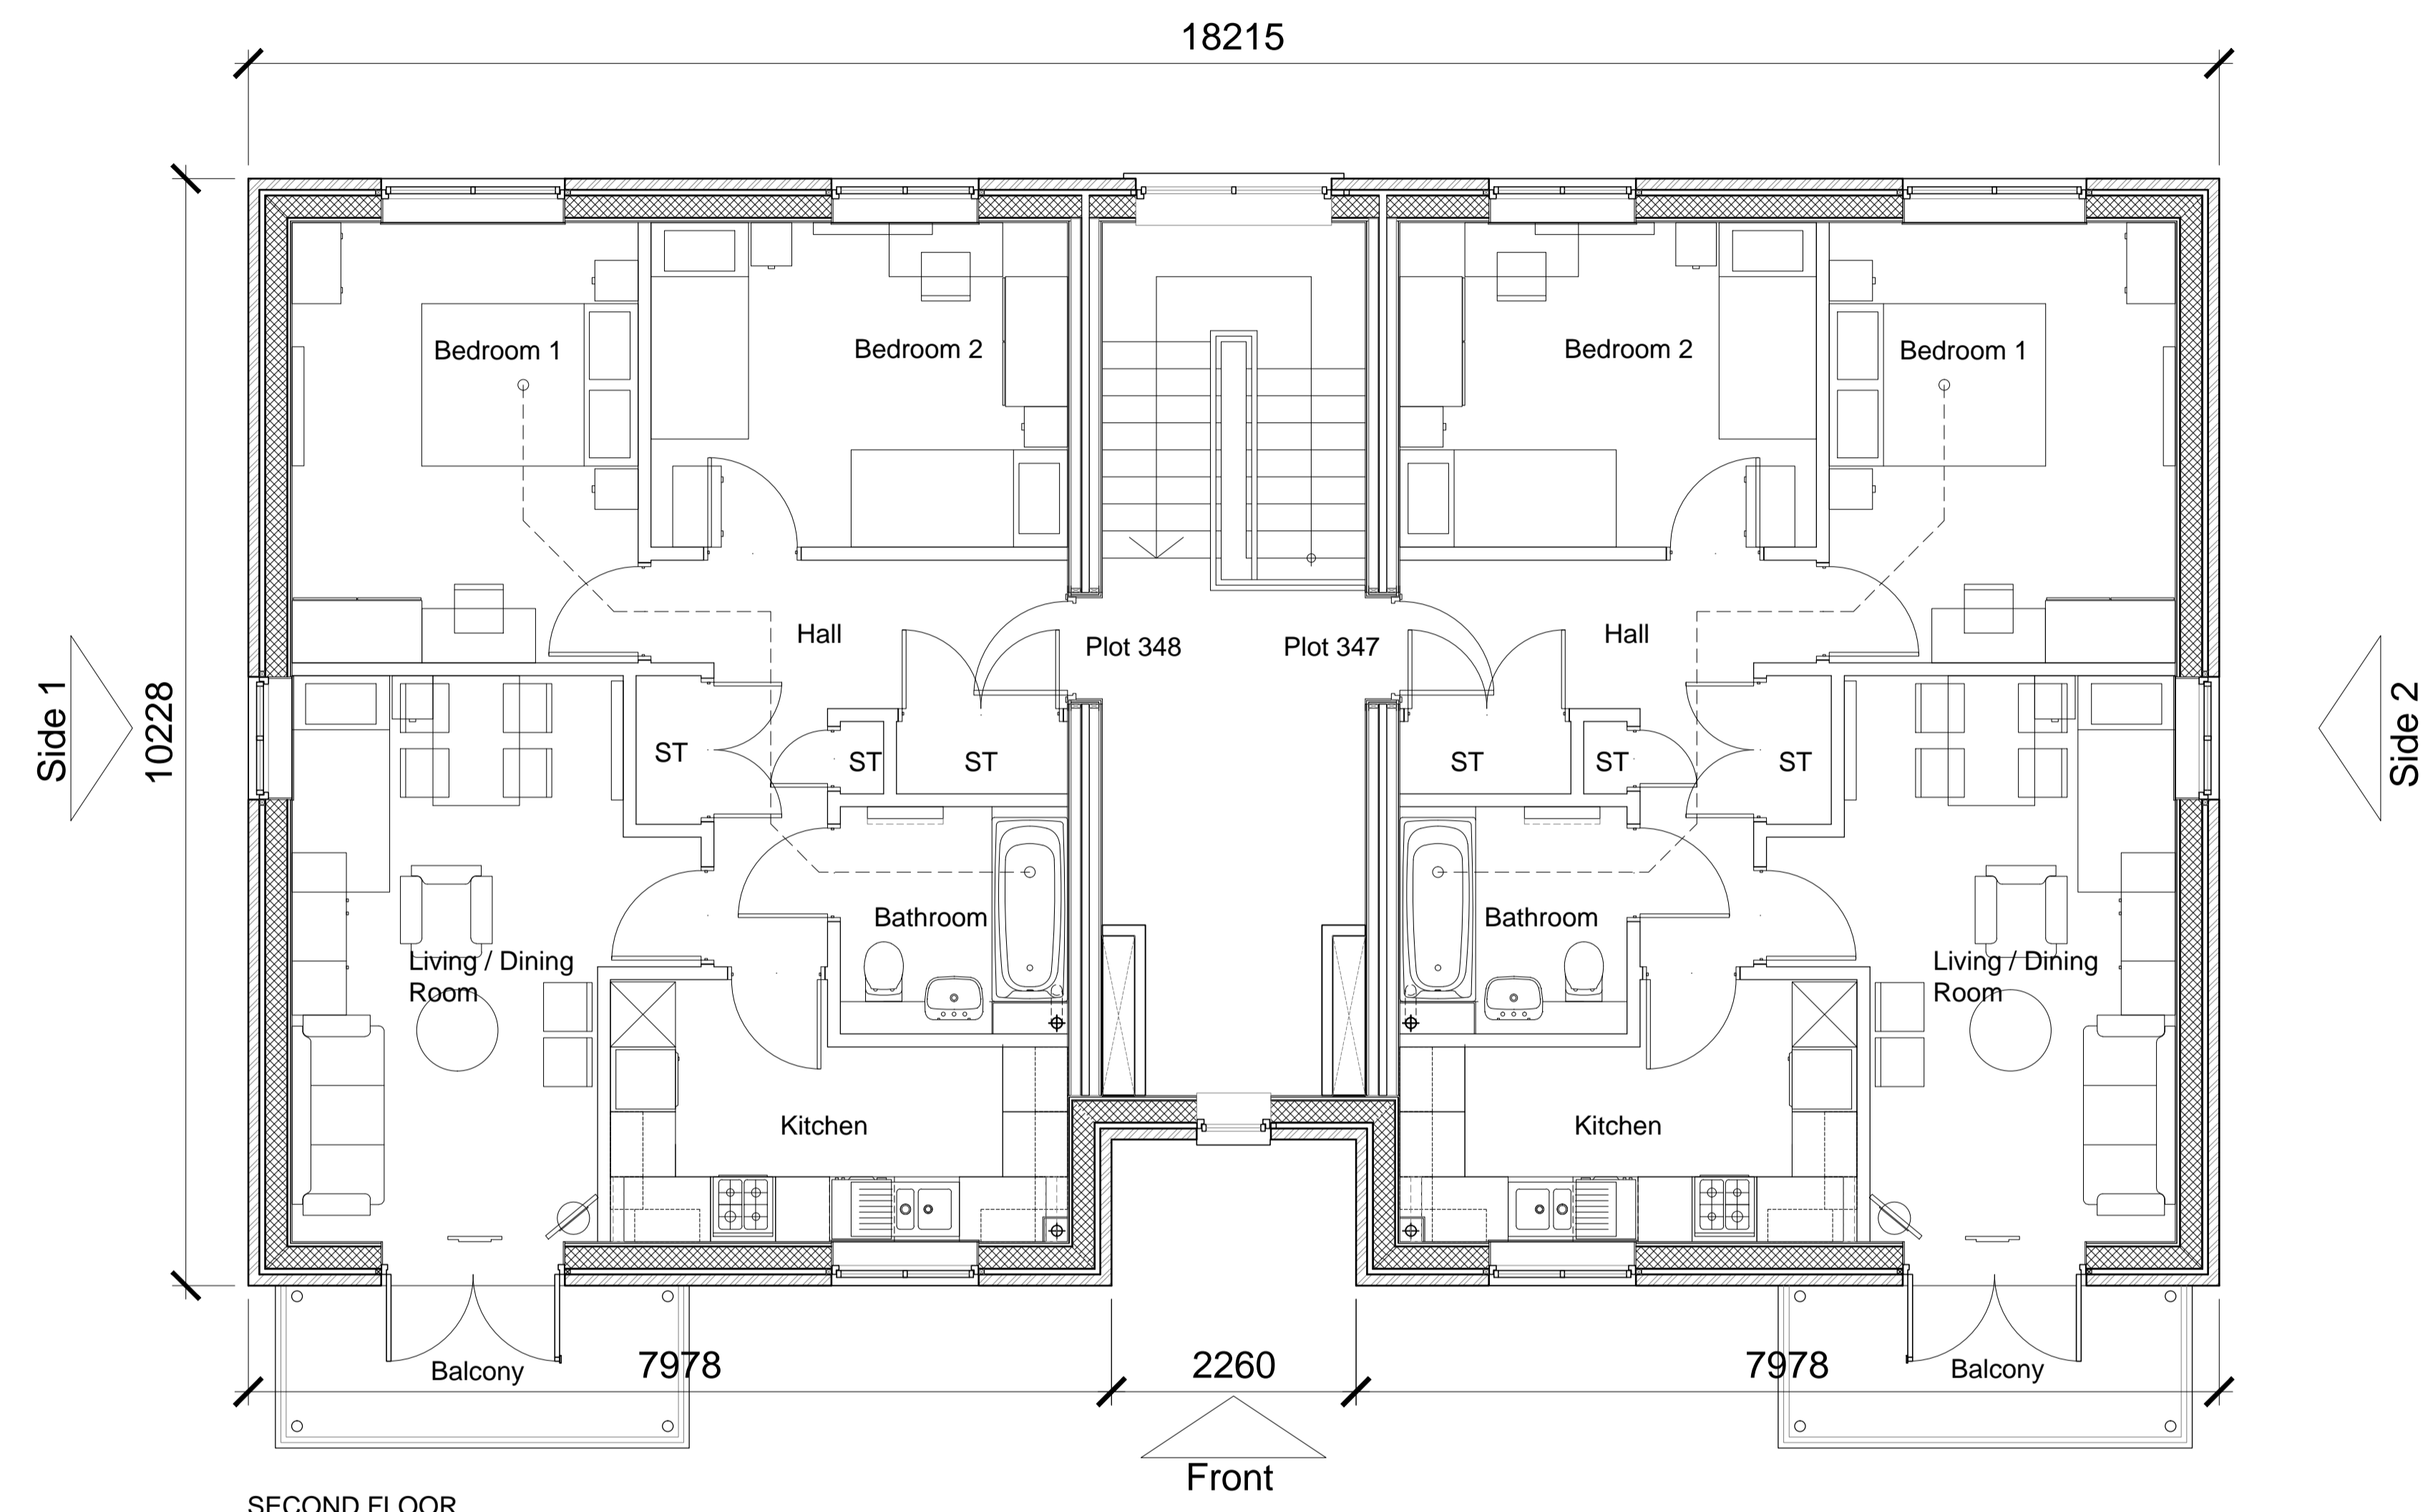 18215
Bedroom 1
Bedroom 2
Bedroom 2
Bedroom 1
Hall
Plot 348
Plot 347
Hall
Side 1
10228
Side 2
ST
ST
ST
ST
ST
ST
Bathroom
Bathroom
Living / Dining
Room
Living / Dining
Room
Kitchen
Kitchen
Balcony
7978
2260
7978
Balcony
Front
SECOND FLOOR